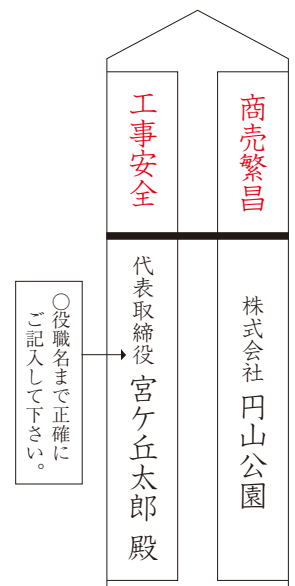 商売繁昌
株式会社 円山公園
工事安全
代表取締役 宮ケ丘太郎 殿
○役職名まで正確に
ご記入して下さい。